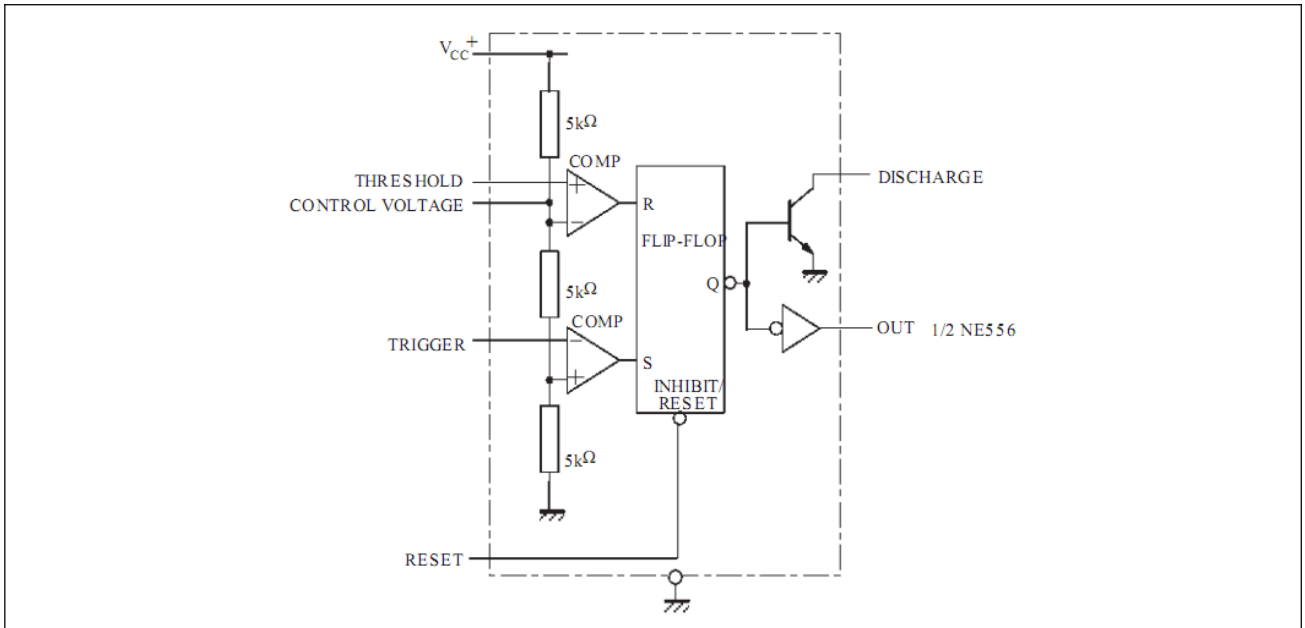 VCC+
5kΩ
COMP
THRESHOLD
+
CONTROL VOLTAGE
−
R
FLIP-FLOP
DISCHARGE
5kΩ
Q
COMP
TRIGGER
−
S
+
OUT 1/2 NE556
INHIBIT/
RESET
5kΩ
RESET